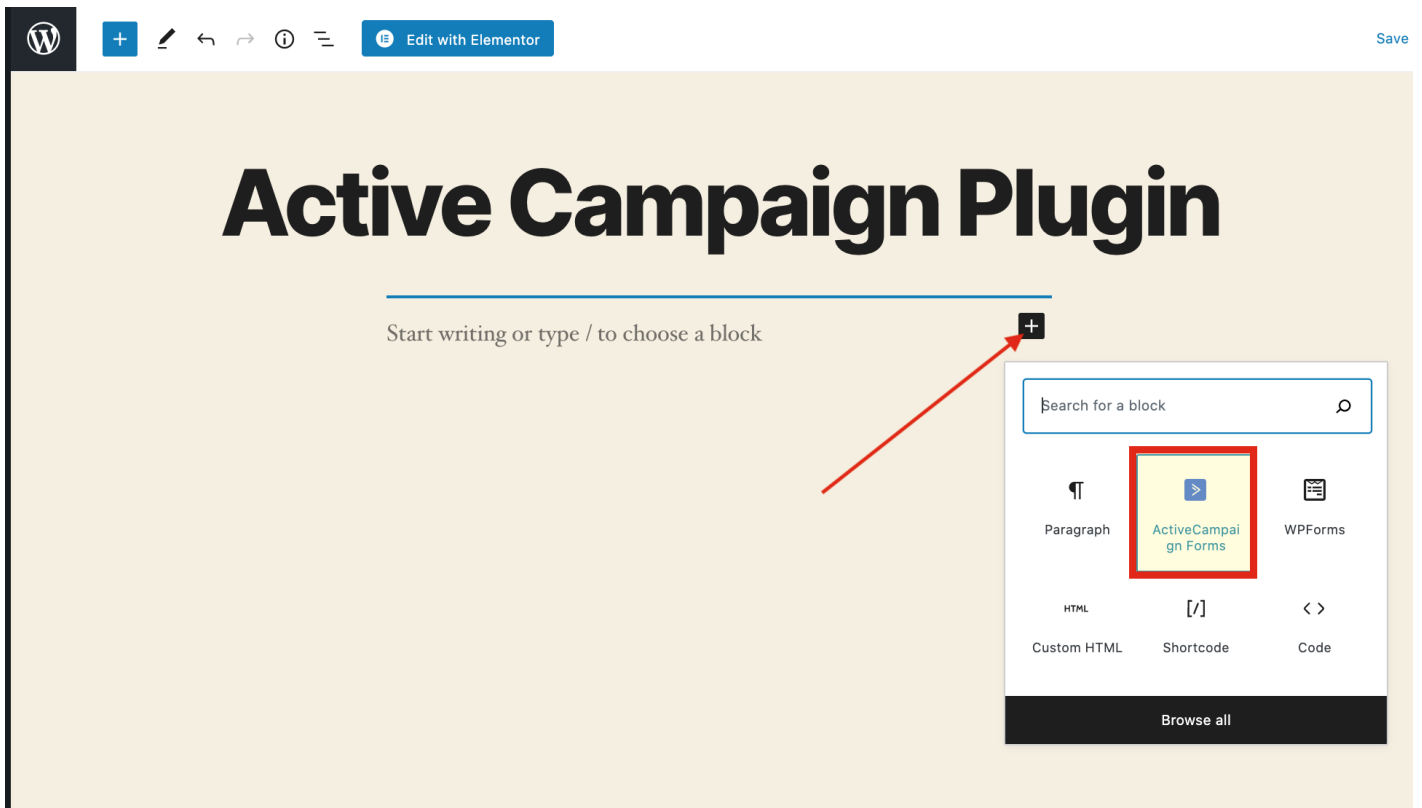 Edit with Elementor
Save
Active Campaign Plugin
Start writing or type / to choose a block
Search for a block
Paragraph
ActiveCampai
gn Forms
WPForms
HTML
[/]
< >
Custom HTML
Shortcode
Code
Browse all